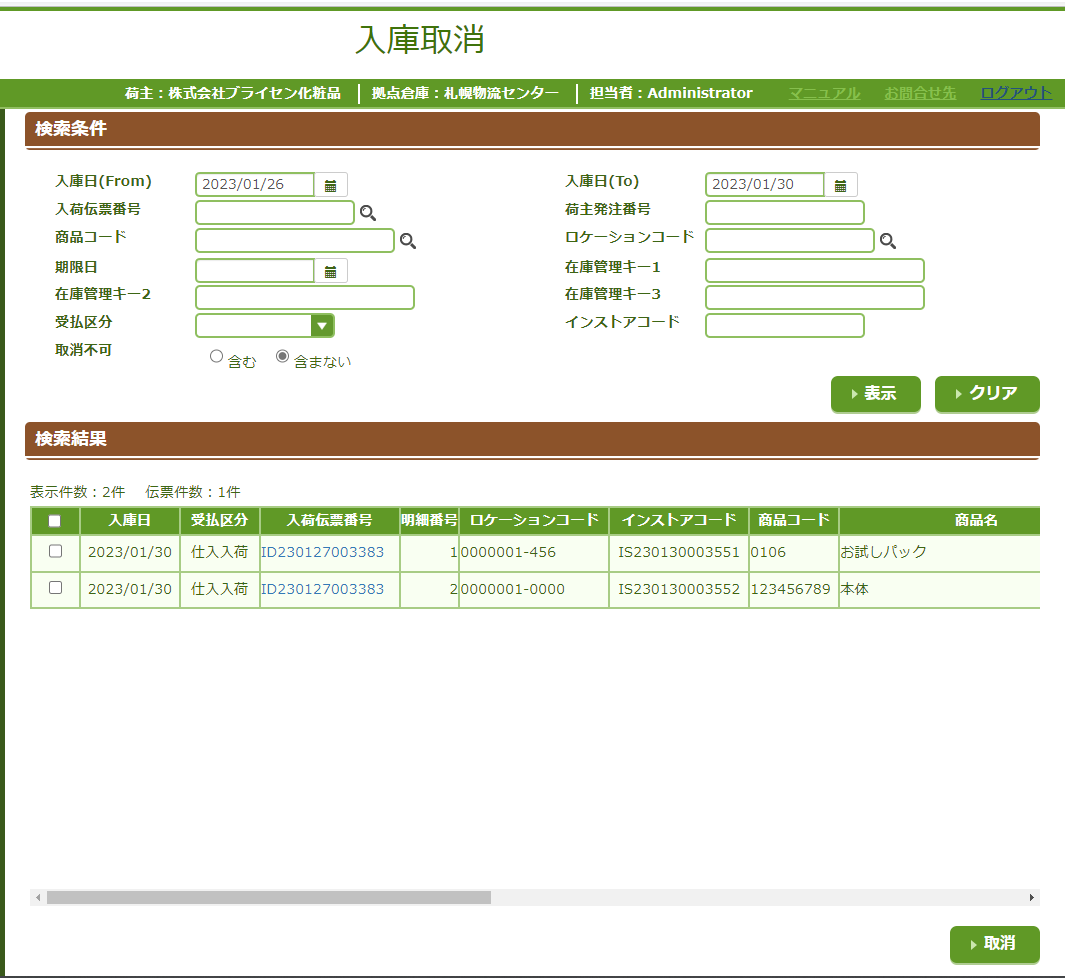 入庫取消
荷主：株式会社プライセン化粧品 拠点倉庫：札幌物流センター 担当者：Administrator マニュアル お問合せ先 ログアウト
検索条件
入庫日(From) 2023/01/26 入庫日(To) 2023/01/30
入荷伝票番号 荷主発注番号
商品コード ロケーションコード
期限日 在庫管理キー1
在庫管理キー2 在庫管理キー3
受払区分 インストアコード
取消不可 含む 含まない
表示 クリア
検索結果
表示件数：2件 伝票件数：1件
入庫日 受払区分 入荷伝票番号 明細番号 ロケーションコード インストアコード 商品コード 商品名
2023/01/30 仕入入荷 ID230127003383 1 0000001-456 IS230130003551 0106 お試しパック
2023/01/30 仕入入荷 ID230127003383 2 0000001-0000 IS230130003552 123456789 本体
取消